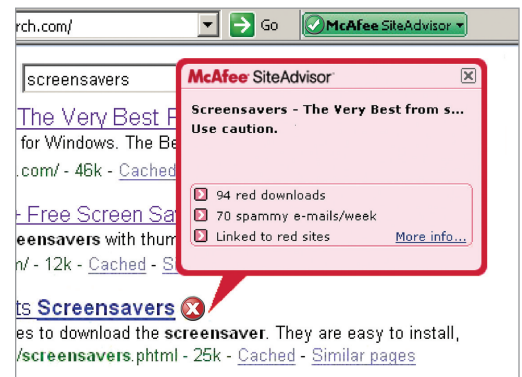 rch.com/ Go McAfee SiteAdvisor
screensavers
McAfee SiteAdvisor
Screensavers - The Very Best from s...
Use caution.
94 red downloads
70 spammy e-mails/week
Linked to red sites More info...
The Very Best F
for Windows. The Be
.com/ - 46k - Cached
- Free Screen Sa
eensavers with thum
n/ - 12k - Cached - S
ts Screensavers
es to download the screensaver. They are easy to install,
/screensavers.phtml - 25k - Cached - Similar pages